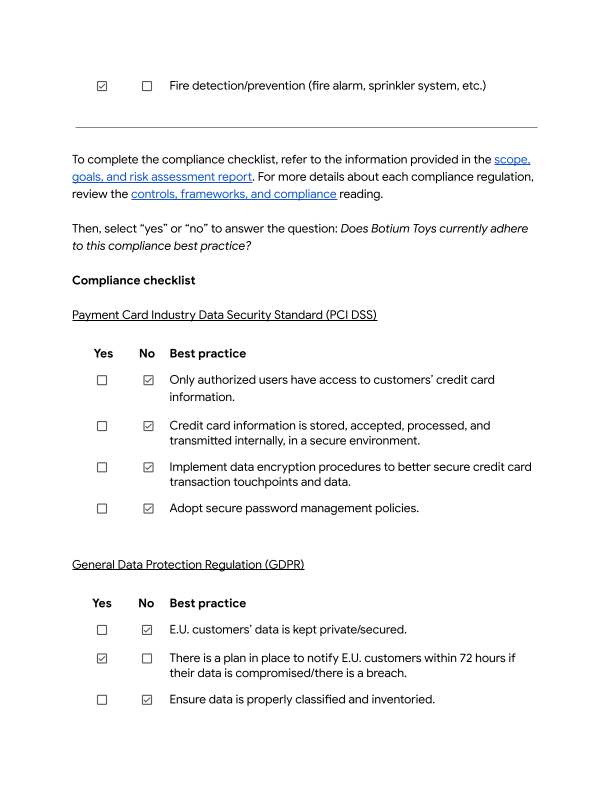 Fire detection/prevention (fire alarm, sprinkler system, etc.)
To complete the compliance checklist, refer to the information provided in the scope,
goals, and risk assessment report. For more details about each compliance regulation,
review the controls, frameworks, and compliance reading.
Then, select “yes” or “no” to answer the question: Does Botium Toys currently adhere
to this compliance best practice?
Compliance checklist
Payment Card Industry Data Security Standard (PCI DSS)
Yes No Best practice
Only authorized users have access to customers’ credit card
information.
Credit card information is stored, accepted, processed, and
transmitted internally, in a secure environment.
Implement data encryption procedures to better secure credit card
transaction touchpoints and data.
Adopt secure password management policies.
General Data Protection Regulation (GDPR)
Yes No Best practice
E.U. customers’ data is kept private/secured.
There is a plan in place to notify E.U. customers within 72 hours if
their data is compromised/there is a breach.
Ensure data is properly classified and inventoried.